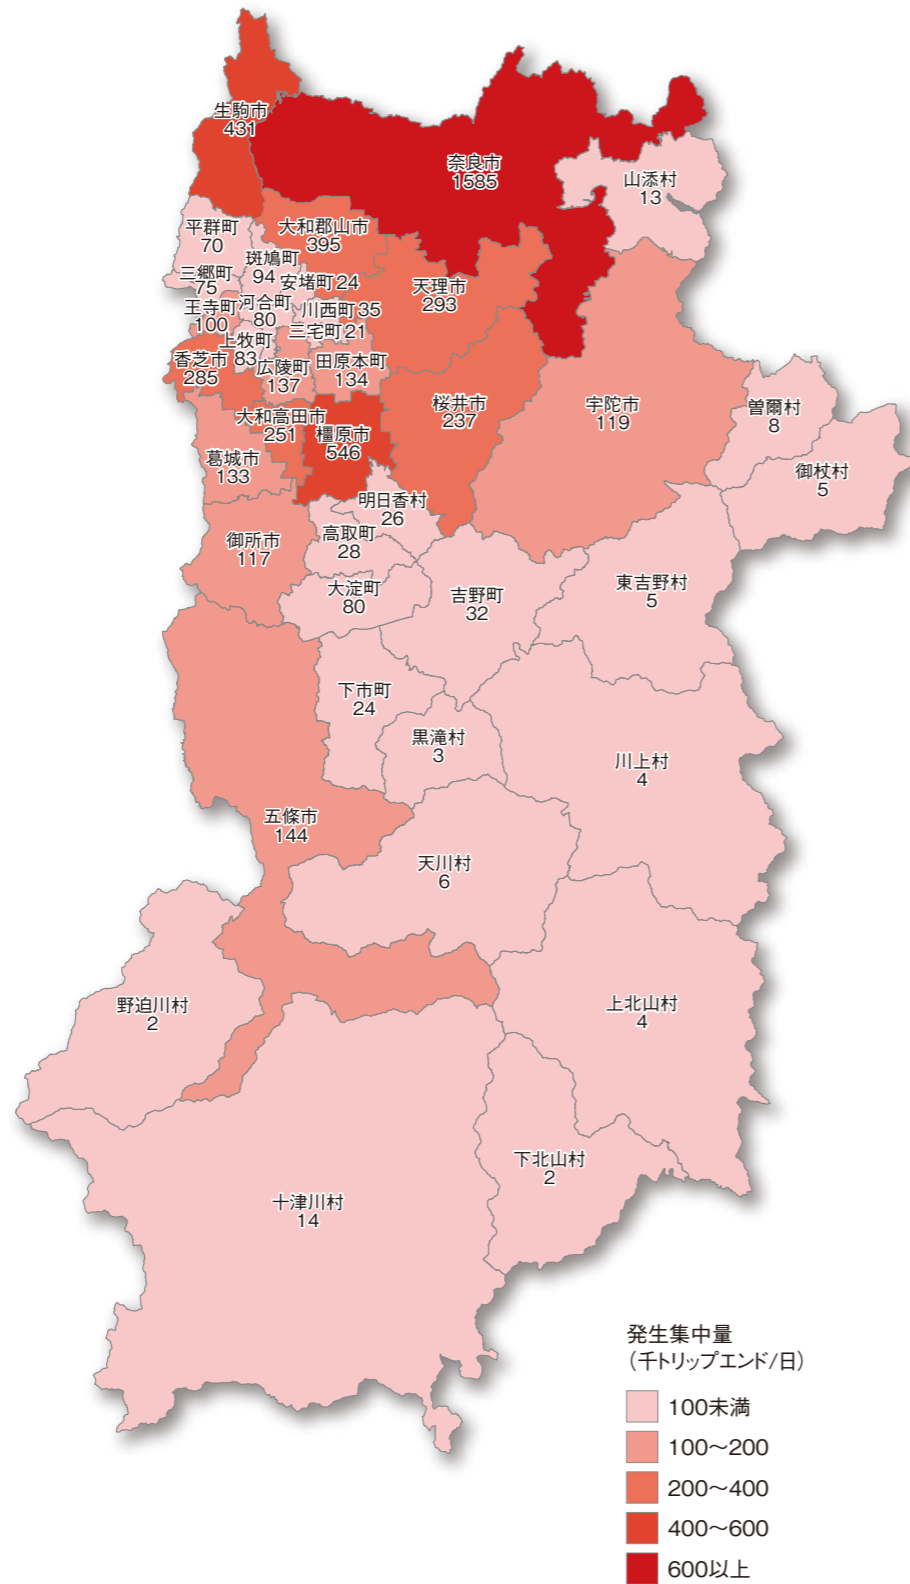 生駒市
431
奈良市
1585
山添村
13
平群町
70
大和郡山市
395
斑鳩町
94
三郷町
75
安堵町24
天理市
293
王寺町
100
河合町
80
川西町35
三宅町21
上牧町
83
香芝市
285
広陵町
137
田原本町
134
桜井市
237
宇陀市
119
曽爾村
8
大和高田市
251
橿原市
546
葛城市
133
御杖村
5
明日香村
26
高取町
28
御所市
117
大淀町
80
吉野町
32
東吉野村
5
下市町
24
黒滝村
3
川上村
4
五條市
144
天川村
6
野迫川村
2
上北山村
4
下北山村
2
十津川村
14
発生集中量
(千トリップエンド/日)
100未満
100〜200
200〜400
400〜600
600以上